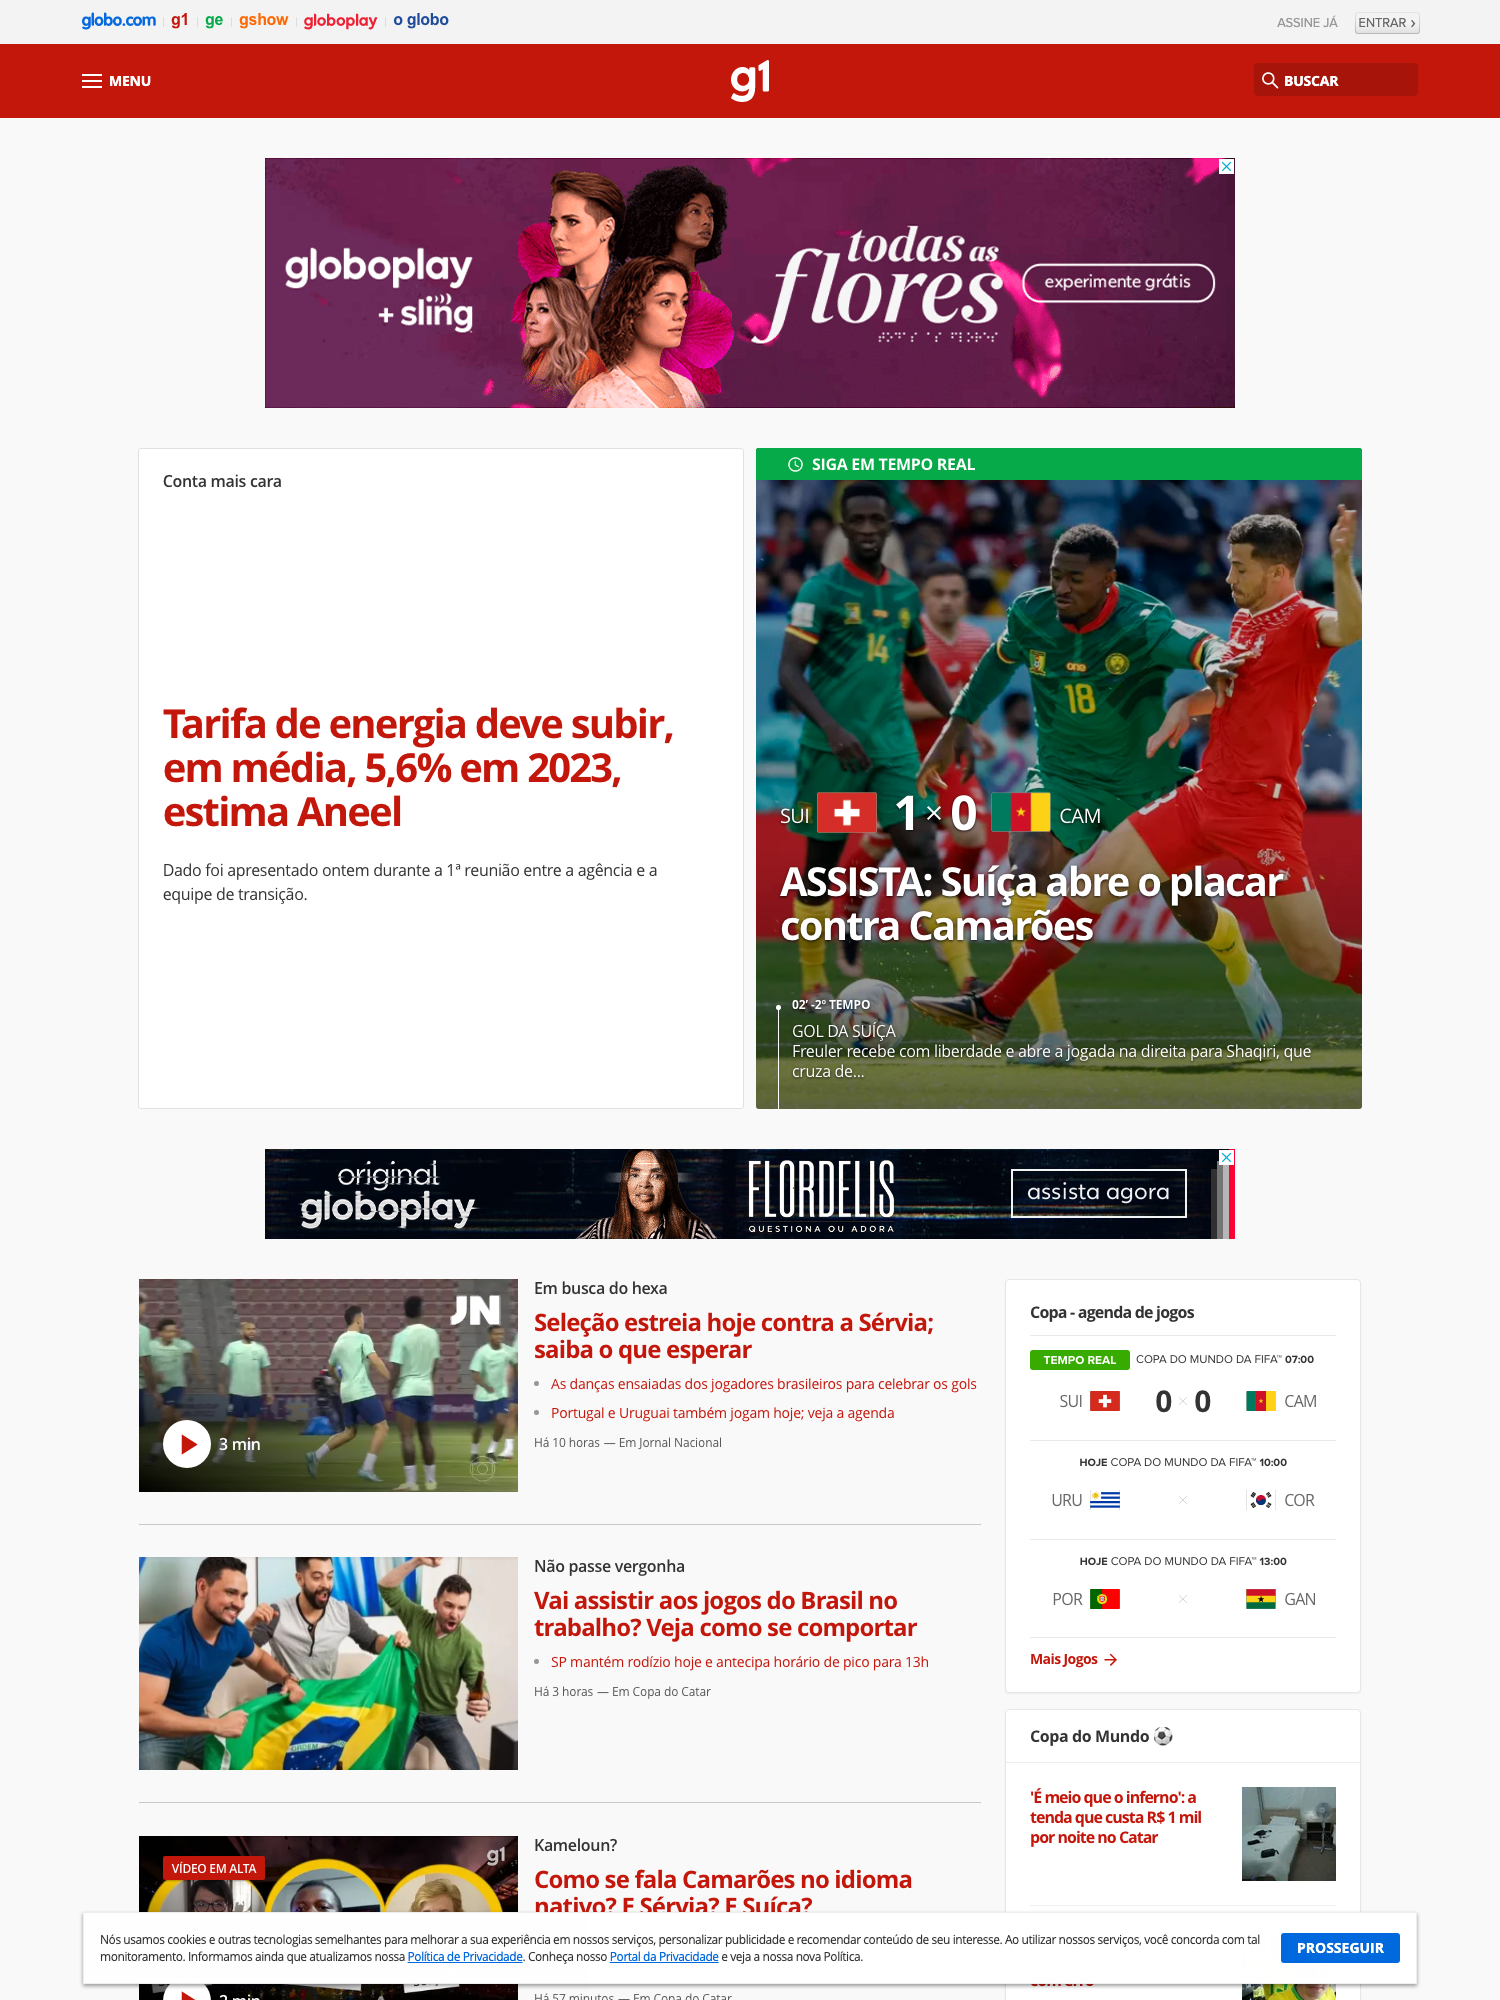 globo.com g1 ge gshow globoplay o globo
ASSINE JÁ ENTRAR ›
MENU
g1
BUSCAR
globoplay
+ sling
todas as
flores
experimente grátis
Conta mais cara
Tarifa de energia deve subir,
em média, 5,6% em 2023,
estima Aneel
Dado foi apresentado ontem durante a 1ª reunião entre a agência e a
equipe de transição.
SIGA EM TEMPO REAL
14
one
18
SUI 1 × 0 CAM
ASSISTA: Suíça abre o placar
contra Camarões
02’ -2º TEMPO
GOL DA SUÍÇA
Freuler recebe com liberdade e abre a jogada na direita para Shaqiri, que
cruza de...
original
globoplay
FLORDELIS
QUESTIONA OU ADORA
assista agora
JN
3 min
Em busca do hexa
Seleção estreia hoje contra a Sérvia;
saiba o que esperar
As danças ensaiadas dos jogadores brasileiros para celebrar os gols
Portugal e Uruguai também jogam hoje; veja a agenda
Há 10 horas — Em Jornal Nacional
Não passe vergonha
Vai assistir aos jogos do Brasil no
trabalho? Veja como se comportar
SP mantém rodízio hoje e antecipa horário de pico para 13h
Há 3 horas — Em Copa do Catar
VÍDEO EM ALTA
g1
Kameloun?
Como se fala Camarões no idioma
nativo? E Sérvia? E Suíça?
2 min
Há 57 minutos — Em Copa do Catar
Copa - agenda de jogos
TEMPO REAL COPA DO MUNDO DA FIFA™ 07:00
SUI 0 × 0 CAM
HOJE COPA DO MUNDO DA FIFA™ 10:00
URU × COR
HOJE COPA DO MUNDO DA FIFA™ 13:00
POR × GAN
Mais Jogos →
Copa do Mundo ⚽
'É meio que o inferno': a
tenda que custa R$ 1 mil
por noite no Catar
Nós usamos cookies e outras tecnologias semelhantes para melhorar a sua experiência em nossos serviços, personalizar publicidade e recomendar conteúdo de seu interesse. Ao utilizar nossos serviços, você concorda com tal
monitoramento. Informamos ainda que atualizamos nossa Política de Privacidade. Conheça nosso Portal da Privacidade e veja a nossa nova Política.
PROSSEGUIR